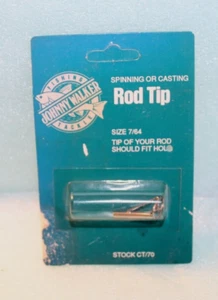 FISHING
JOHNNY WALKER
TACKLE
SPINNING OR CASTING
Rod Tip
SIZE 7/64
TIP OF YOUR ROD
SHOULD FIT HOLE
STOCK CT/70